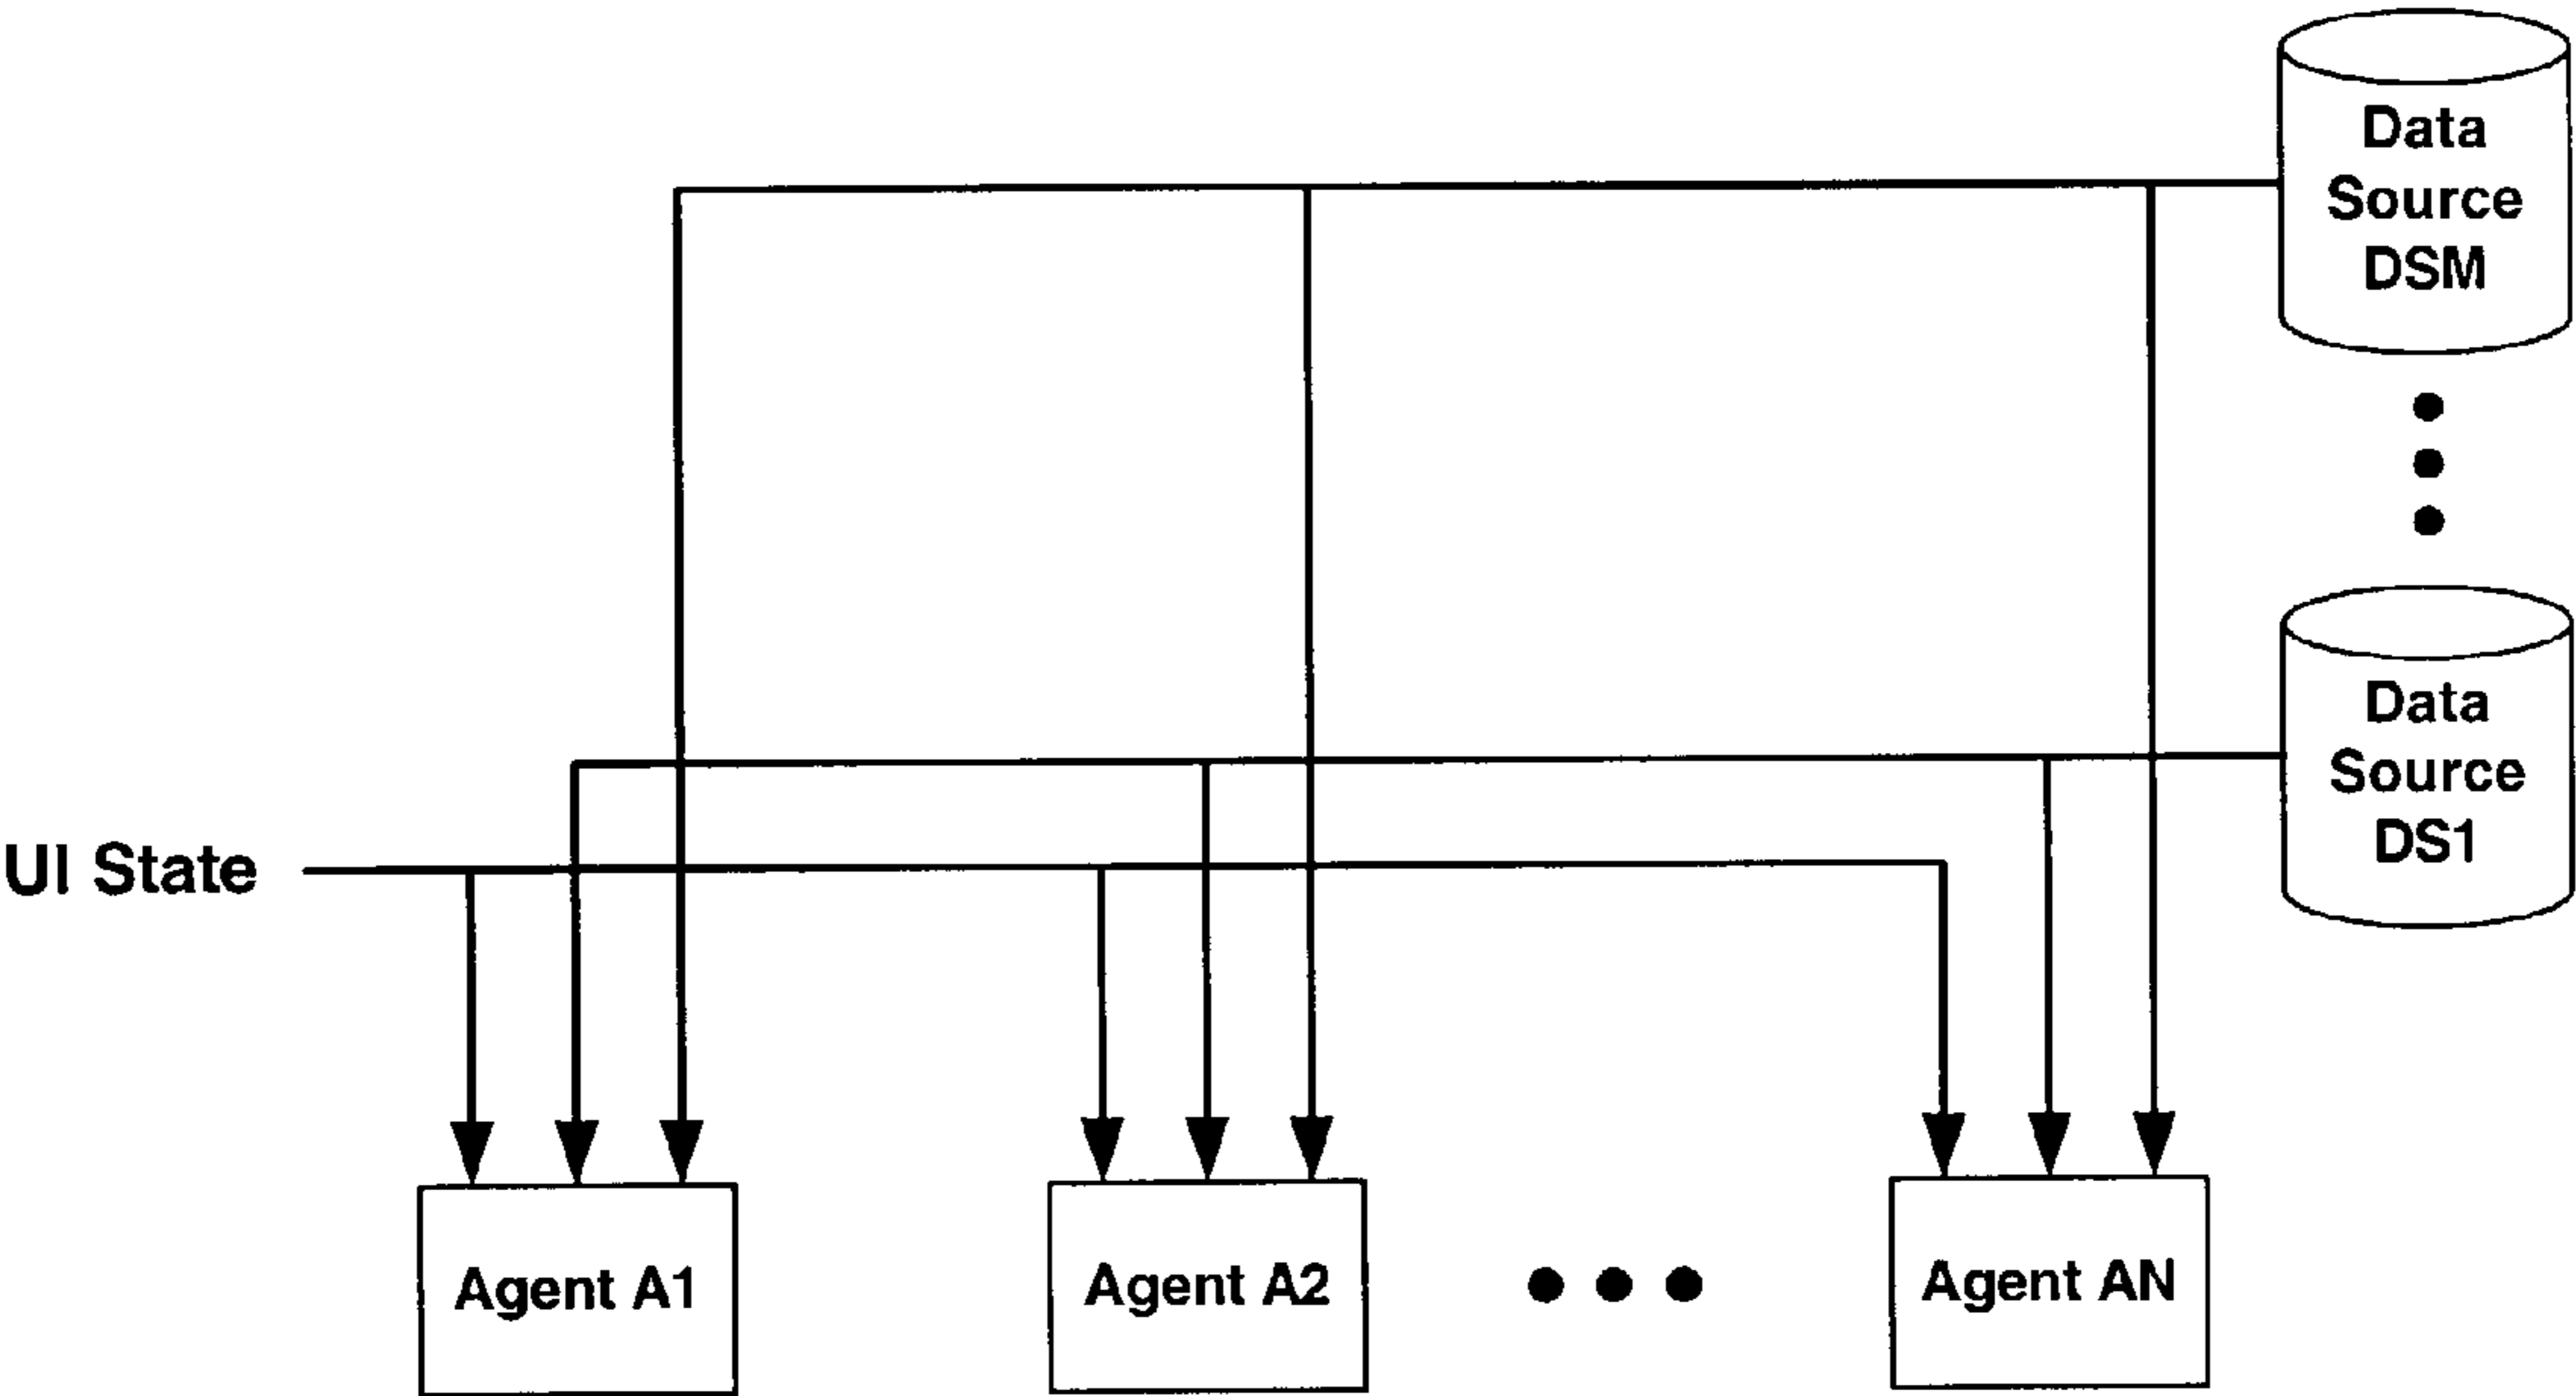 Data
Source
DSM
Data
Source
DS1
UI State
Agent A1
Agent A2
Agent AN